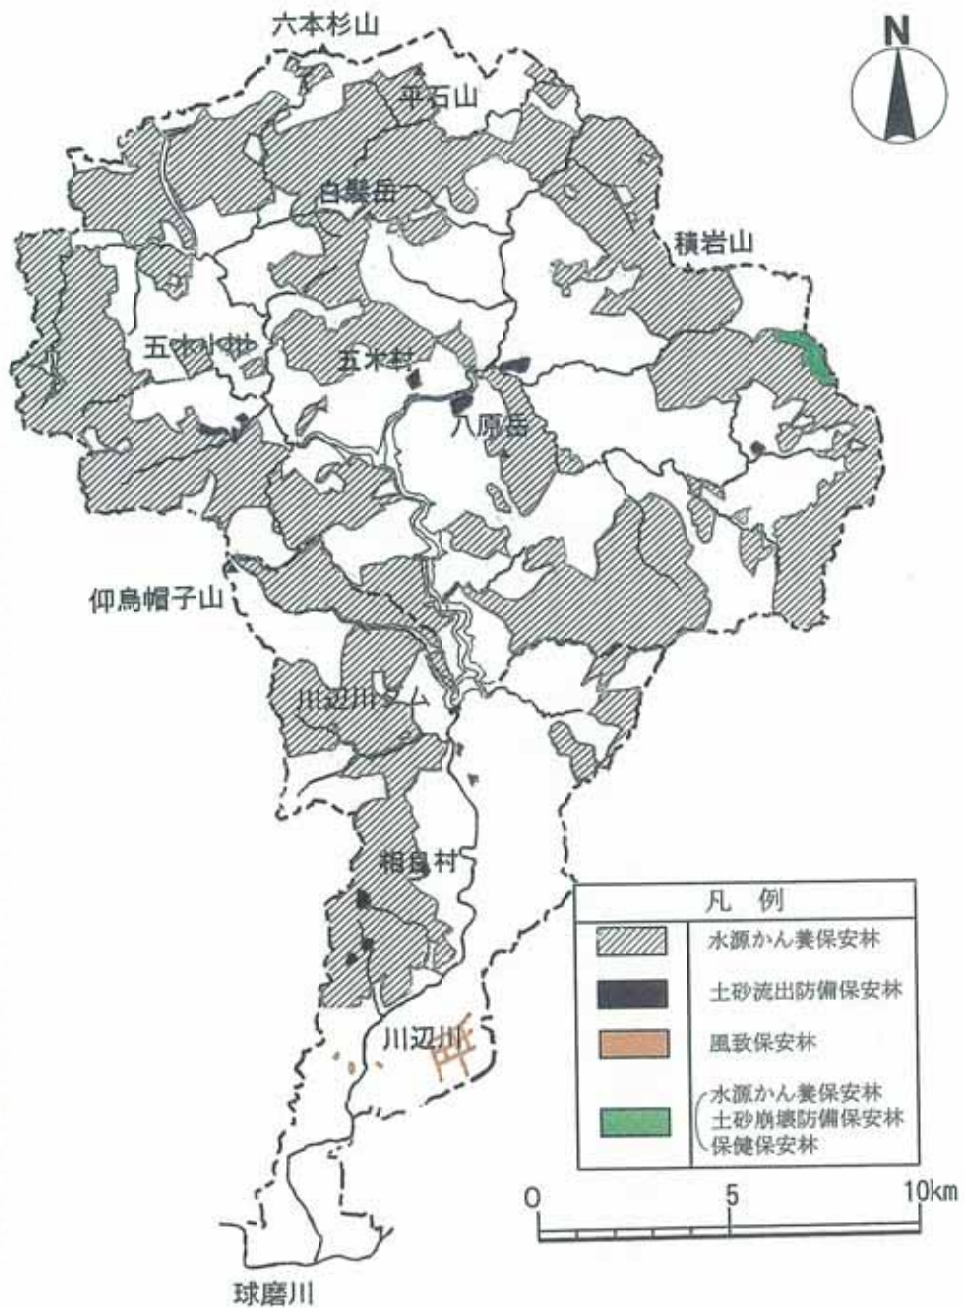 六本杉山
N
平石山
白髪岳
積岩山
五木小村
五木村
八原岳
仰烏帽子山
川辺川ダム
相良村
凡 例
水源かん養保安林
土砂流出防備保安林
風致保安林
水源かん養保安林
土砂崩壊防備保安林
保健保安林
川辺川
0 5 10km
球磨川